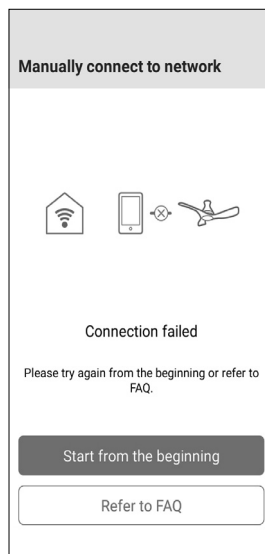 Manually connect to network
Connection failed
Please try again from the beginning or refer to
FAQ.
Start from the beginning
Refer to FAQ